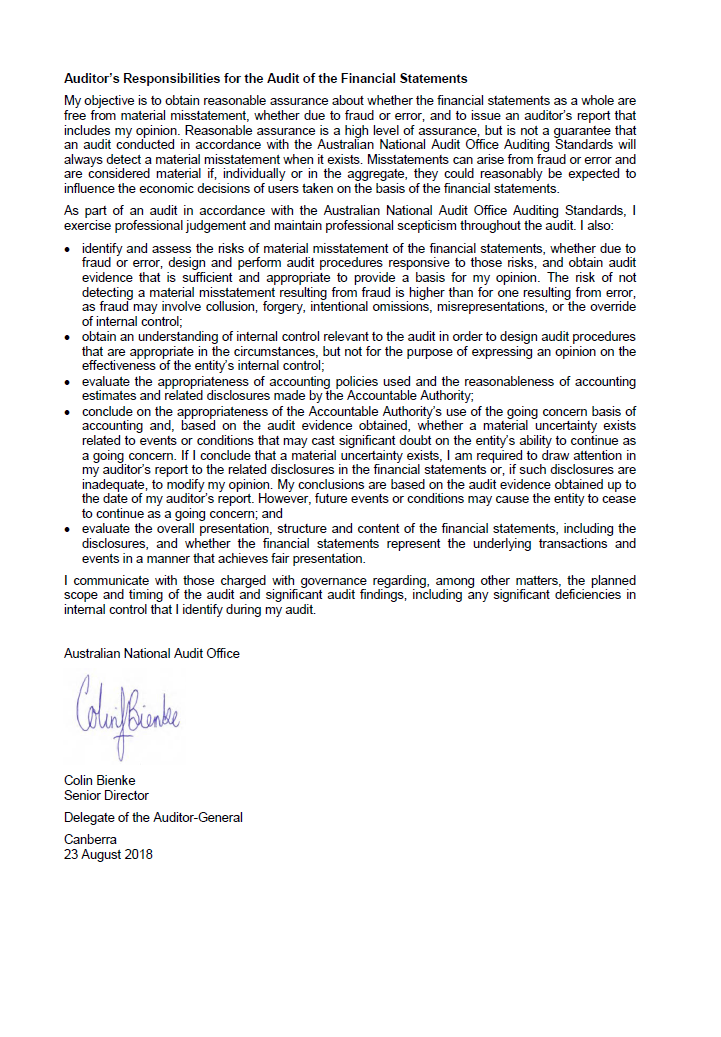 Auditor's Responsibilities for the Audit of the Financial Statements
My objective is to obtain reasonable assurance about whether the financial statements as a whole are
free from material misstatement, whether due to fraud or error, and to issue an auditor's report that
includes my opinion. Reasonable assurance is a high level of assurance, but is not a guarantee that
an audit conducted in accordance with the Australian National Audit Office Auditing Standards will
always detect a material misstatement when it exists. Misstatements can arise from fraud or error and
are considered material if, individually or in the aggregate, they could reasonably be expected to
influence the economic decisions of users taken on the basis of the financial statements.
As part of an audit in accordance with the Australian National Audit Office Auditing Standards, I
exercise professional judgement and maintain professional scepticism throughout the audit. I also:
• identify and assess the risks of material misstatement of the financial statements, whether due to
fraud or error, design and perform audit procedures responsive to those risks, and obtain audit
evidence that is sufficient and appropriate to provide a basis for my opinion. The risk of not
detecting a material misstatement resulting from fraud is higher than for one resulting from error,
as fraud may involve collusion, forgery, intentional omissions, misrepresentations, or the override
of internal control;
• obtain an understanding of internal control relevant to the audit in order to design audit procedures
that are appropriate in the circumstances, but not for the purpose of expressing an opinion on the
effectiveness of the entity's internal control;
• evaluate the appropriateness of accounting policies used and the reasonableness of accounting
estimates and related disclosures made by the Accountable Authority;
• conclude on the appropriateness of the Accountable Authority's use of the going concern basis of
accounting and, based on the audit evidence obtained, whether a material uncertainty exists
related to events or conditions that may cast significant doubt on the entity's ability to continue as
a going concern. If I conclude that a material uncertainty exists, I am required to draw attention in
my auditor's report to the related disclosures in the financial statements or, if such disclosures are
inadequate, to modify my opinion. My conclusions are based on the audit evidence obtained up to
the date of my auditor's report. However, future events or conditions may cause the entity to cease
to continue as a going concern; and
• evaluate the overall presentation, structure and content of the financial statements, including the
disclosures, and whether the financial statements represent the underlying transactions and
events in a manner that achieves fair presentation.
I communicate with those charged with governance regarding, among other matters, the planned
scope and timing of the audit and significant audit findings, including any significant deficiencies in
internal control that I identify during my audit.
Australian National Audit Office
Colin Bienke
Colin Bienke
Senior Director
Delegate of the Auditor-General
Canberra
23 August 2018